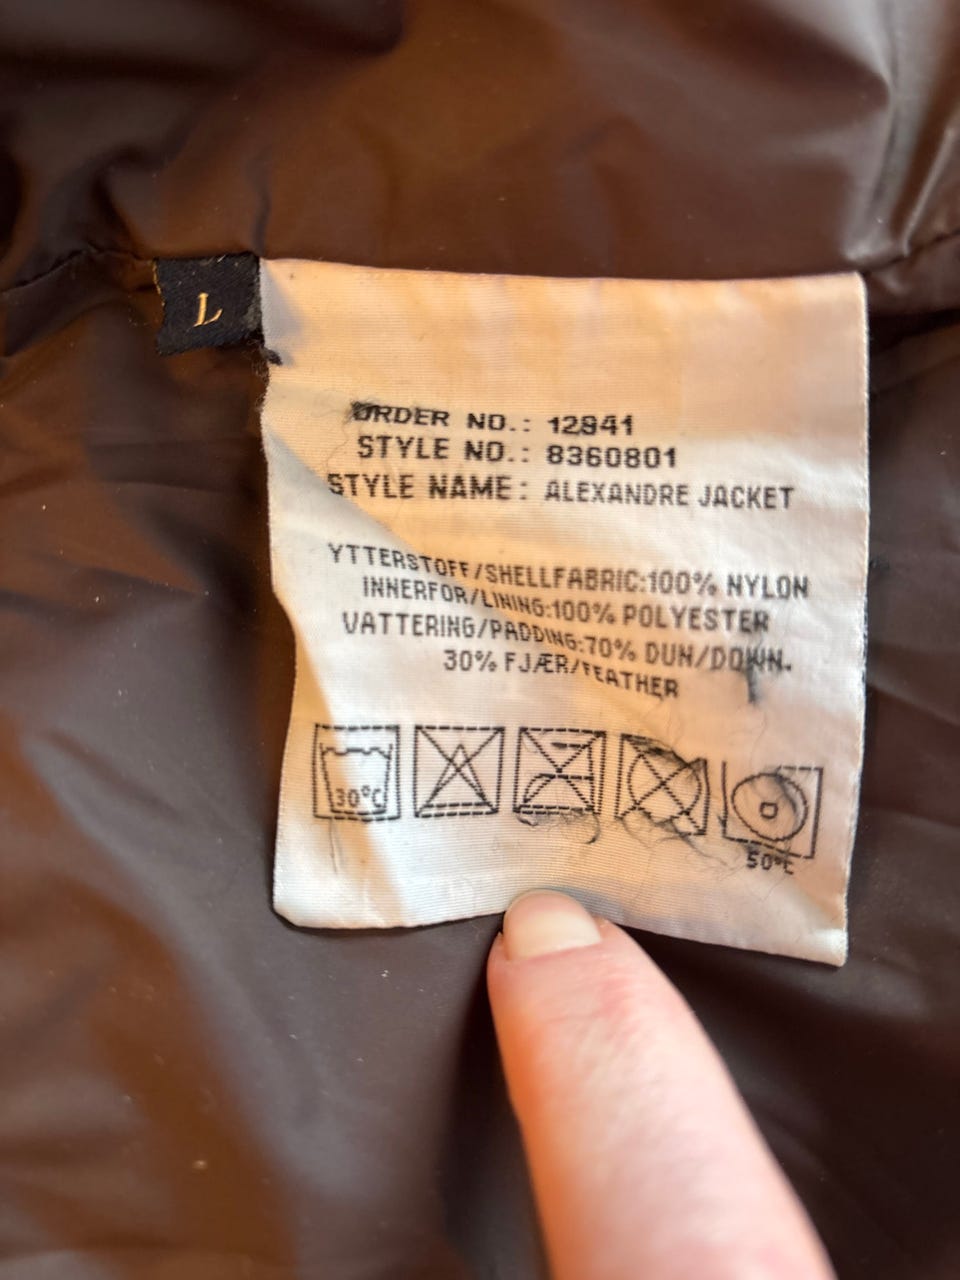 L
ORDER NO.: 12841
STYLE NO.: 8360801
STYLE NAME: ALEXANDRE JACKET
YTTERSTOFF/SHELLFABRIC:100% NYLON
INNERFOR/LINING:100% POLYESTER
VATTERING/PADDING:70% DUN/DOWN.
30% FJÆR/FEATHER
30°C
50°C